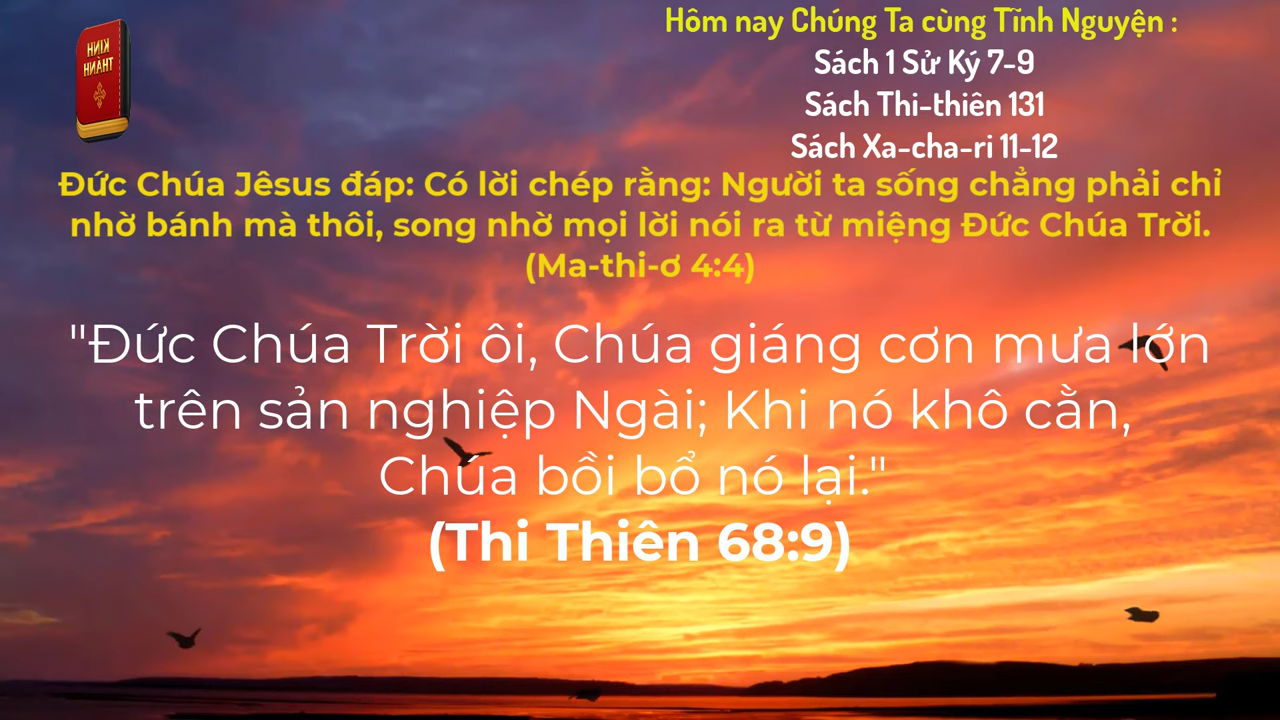 KINH
THÁNH
Hôm nay Chúng Ta cùng Tĩnh Nguyện :
Sách 1 Sử Ký 7-9
Sách Thi-thiên 131
Sách Xa-cha-ri 11-12
Đức Chúa Jêsus đáp: Có lời chép rằng: Người ta sống chẳng phải chỉ
nhờ bánh mà thôi, song nhờ mọi lời nói ra từ miệng Đức Chúa Trời.
(Ma-thi-ơ 4:4)
"Đức Chúa Trời ôi, Chúa giáng cơn mưa lớn
trên sản nghiệp Ngài; Khi nó khô cằn,
Chúa bồi bổ nó lại."
(Thi Thiên 68:9)